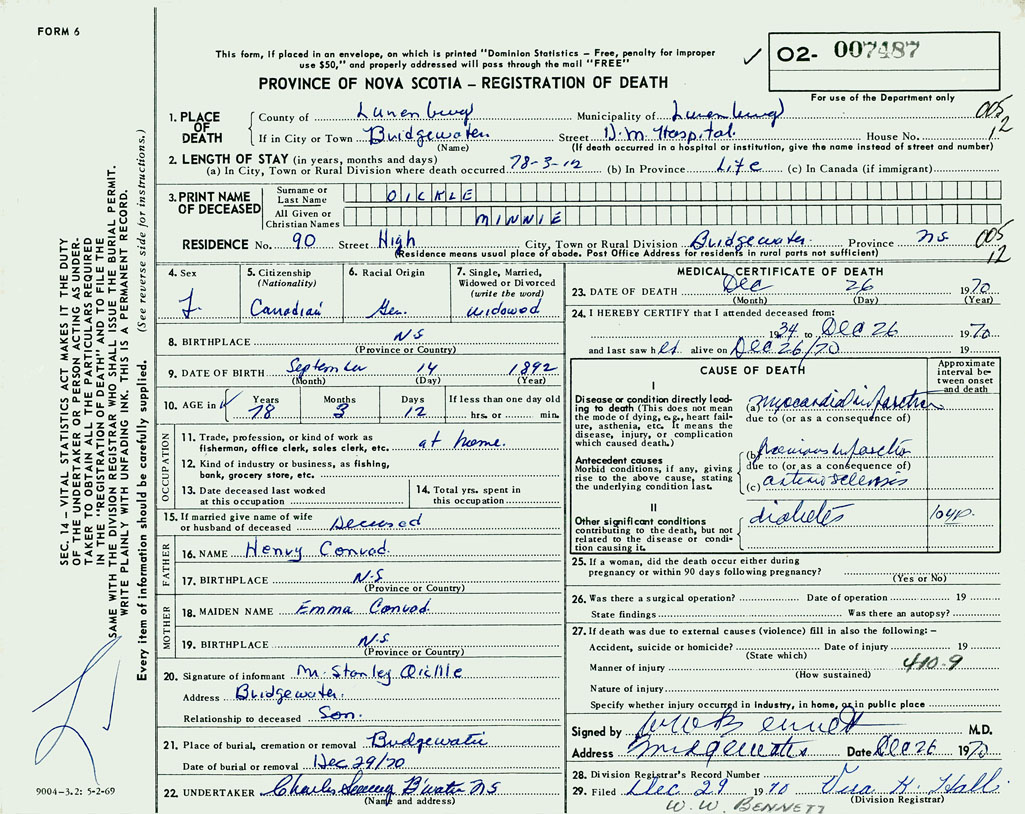 FORM 6
This form, if placed in an envelope, on which is printed "Dominion Statistics – Free, penalty for improper
use $50," and properly addressed will pass through the mail "FREE"
✓ 02- 007487
PROVINCE OF NOVA SCOTIA – REGISTRATION OF DEATH
For use of the Department only
1. PLACE OF DEATH
County of Lunenburg Municipality of Lunenburg 005
If in City or Town Bridgewater Street D.M. Hospital House No. 12
(Name) (If death occurred in a hospital or institution, give the name instead of street and number)
2. LENGTH OF STAY (in years, months and days)
(a) In City, Town or Rural Division where death occurred 78-3-12 (b) In Province Life (c) In Canada (if immigrant)
3. PRINT NAME OF DECEASED
Surname or Last Name OICKLE
All Given or Christian Names MINNIE
RESIDENCE No. 90 Street High City, Town or Rural Division Bridgewater Province NS 005 12
(Residence means usual place of abode. Post Office Address for residents in rural parts not sufficient)
4. Sex F.
5. Citizenship (Nationality) Canadian
6. Racial Origin Ger.
7. Single, Married, Widowed or Divorced (write the word) Widowed
8. BIRTHPLACE NS
(Province or Country)
9. DATE OF BIRTH September 14 1892
(Month) (Day) (Year)
10. AGE in Years 78 Months 3 Days 12 If less than one day old hrs. or min.
OCCUPATION
11. Trade, profession, or kind of work as fisherman, office clerk, sales clerk, etc. at home.
12. Kind of industry or business, as fishing, bank, grocery store, etc.
13. Date deceased last worked at this occupation
14. Total yrs. spent in this occupation
15. If married give name of wife or husband of deceased Deceased
FATHER
16. NAME Henry Conrad.
17. BIRTHPLACE N.S
(Province or Country)
MOTHER
18. MAIDEN NAME Emma Conrad
19. BIRTHPLACE N.S.
(Province or Country)
20. Signature of informant Mr. Stanley Oickle
Address Bridgewater.
Relationship to deceased Son.
21. Place of burial, cremation or removal Bridgewater
Date of burial or removal Dec 29/70
22. UNDERTAKER Charles B'water NS
(Name and address)
MEDICAL CERTIFICATE OF DEATH
23. DATE OF DEATH Dec 26 1970
(Month) (Day) (Year)
24. I HEREBY CERTIFY that I attended deceased from:
1934 to Dec 26 1970
and last saw her alive on Dec 26/70 19
CAUSE OF DEATH
Approximate interval between onset and death
I
Disease or condition directly leading to death (This does not mean the mode of dying, e.g., heart failure, asthenia, etc. It means the disease, injury, or complication which caused death.)
(a) myocardial infarction
due to (or as a consequence of)
Antecedent causes
Morbid conditions, if any, giving rise to the above cause, stating the underlying condition last.
(b) previous infarction
due to (or as a consequence of)
(c) arteriosclerosis
II
Other significant conditions contributing to the death, but not related to the disease or condition causing it.
diabetes 10 yr.
25. If a woman, did the death occur either during pregnancy or within 90 days following pregnancy?
(Yes or No)
26. Was there a surgical operation? Date of operation 19
State findings Was there an autopsy?
27. If death was due to external causes (violence) fill in also the following: –
Accident, suicide or homicide? Date of injury 19
(State which)
Manner of injury 410-9
(How sustained)
Nature of injury
Specify whether injury occurred in industry, in home, or in public place
Signed by W W Bennett M.D.
Address Bridgewater Date Dec 26 1970
28. Division Registrar's Record Number
29. Filed Dec 29 1970 Vera K. Hall
(Division Registrar)
W. W. BENNETT
SEC. 14 – VITAL STATISTICS ACT MAKES IT THE DUTY
OF THE UNDERTAKER OR PERSON ACTING AS UNDER-
TAKER TO OBTAIN ALL THE PARTICULARS REQUIRED
IN THE "REGISTRATION OF DEATH" AND TO FILE THE
SAME WITH THE DIVISION REGISTRAR WHO SHALL ISSUE THE BURIAL PERMIT.
WRITE PLAINLY WITH UNFADING INK. THIS IS A PERMANENT RECORD.
Every item of information should be carefully supplied. (See reverse side for instructions.)
9004-3.2: 5-2-69